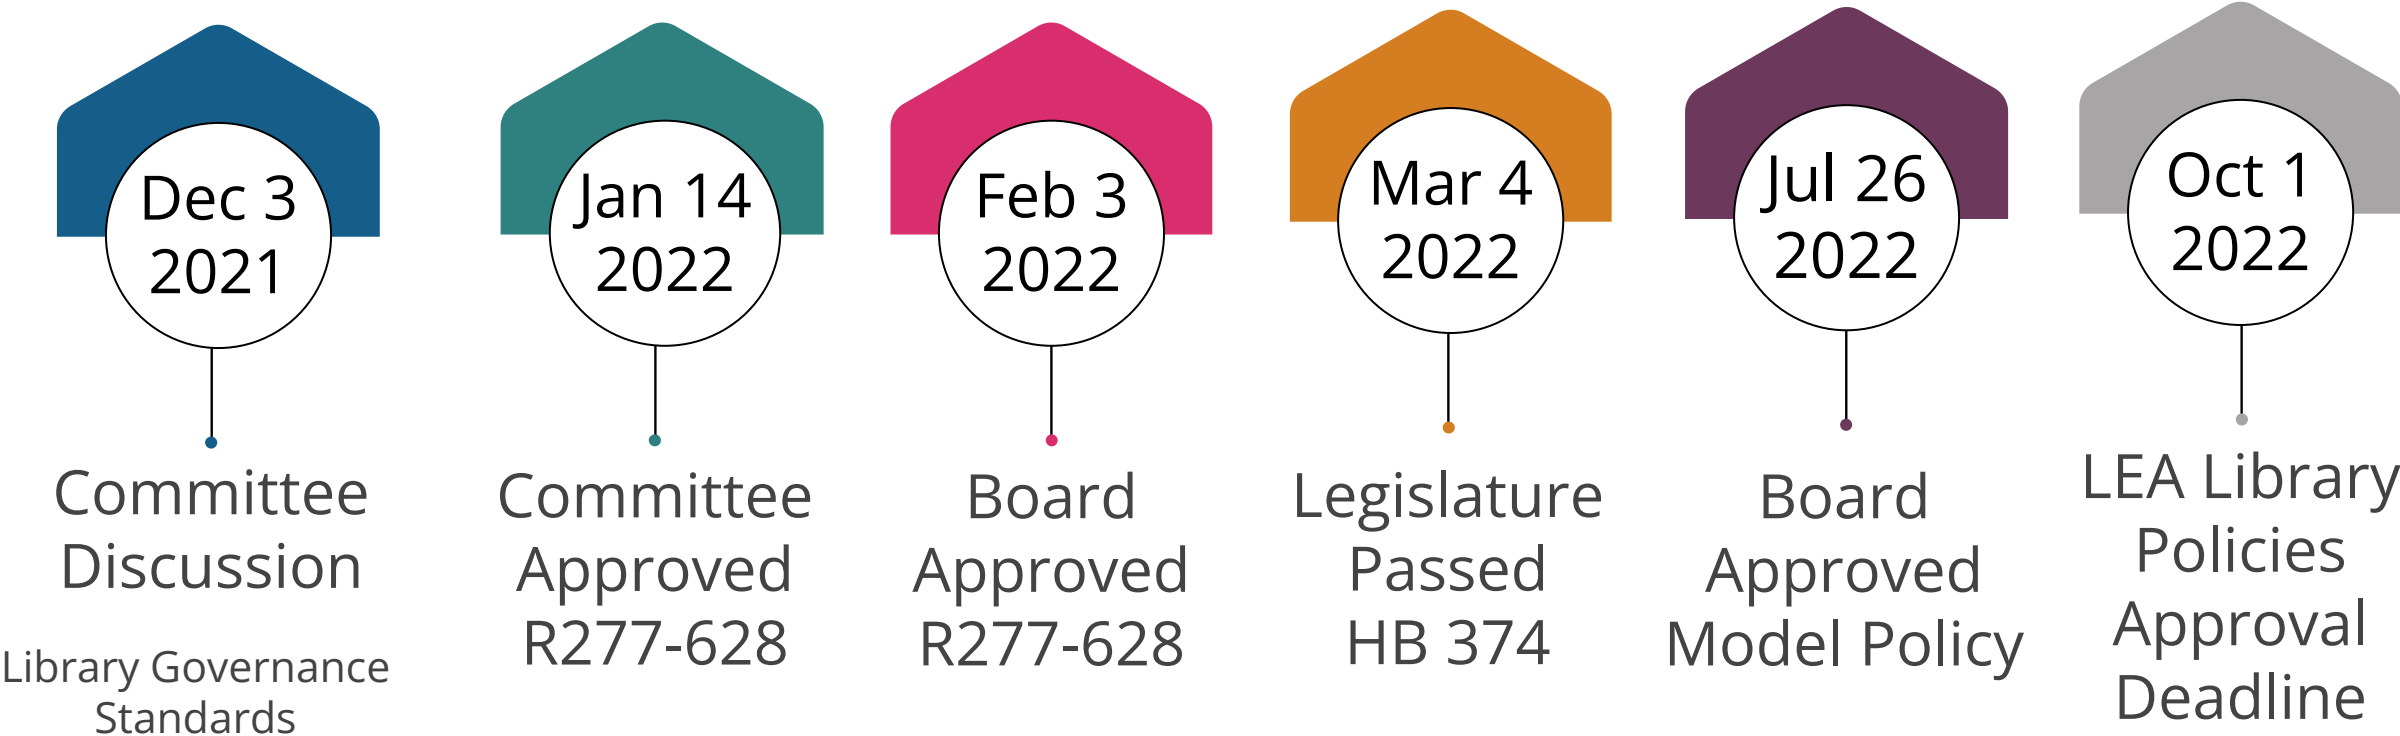 Dec 3
2021
Committee
Discussion
Library Governance
Standards
Jan 14
2022
Committee
Approved
R277-628
Feb 3
2022
Board
Approved
R277-628
Mar 4
2022
Legislature
Passed
HB 374
Jul 26
2022
Board
Approved
Model Policy
Oct 1
2022
LEA Library
Policies
Approval
Deadline